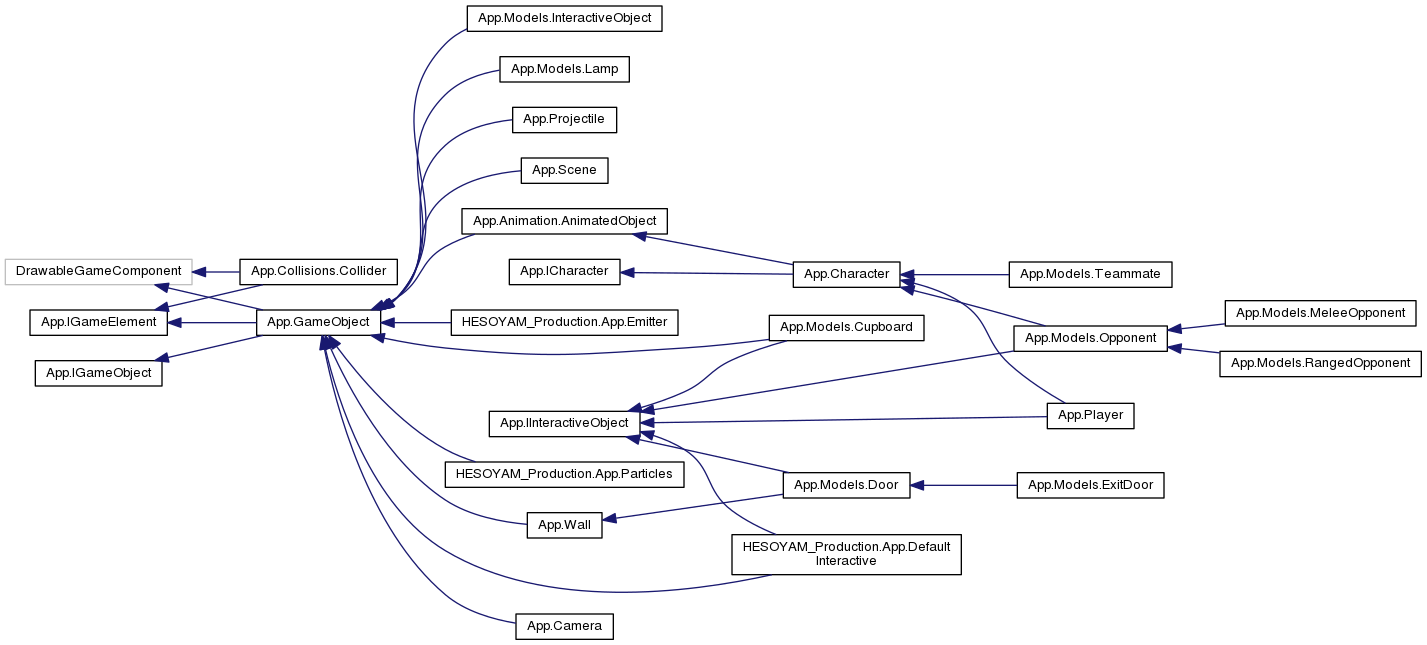 App.Models.InteractiveObject
App.Models.Lamp
App.Projectile
App.Scene
App.Animation.AnimatedObject
DrawableGameComponent
App.Collisions.Collider
App.ICharacter
App.Character
App.Models.Teammate
App.IGameElement
App.GameObject
HESOYAM_Production.App.Emitter
App.Models.Cupboard
App.Models.MeleeOpponent
App.Models.Opponent
App.IGameObject
App.Models.RangedOpponent
App.IInteractiveObject
App.Player
HESOYAM_Production.App.Particles
App.Models.Door
App.Models.ExitDoor
App.Wall
HESOYAM_Production.App.Default
Interactive
App.Camera